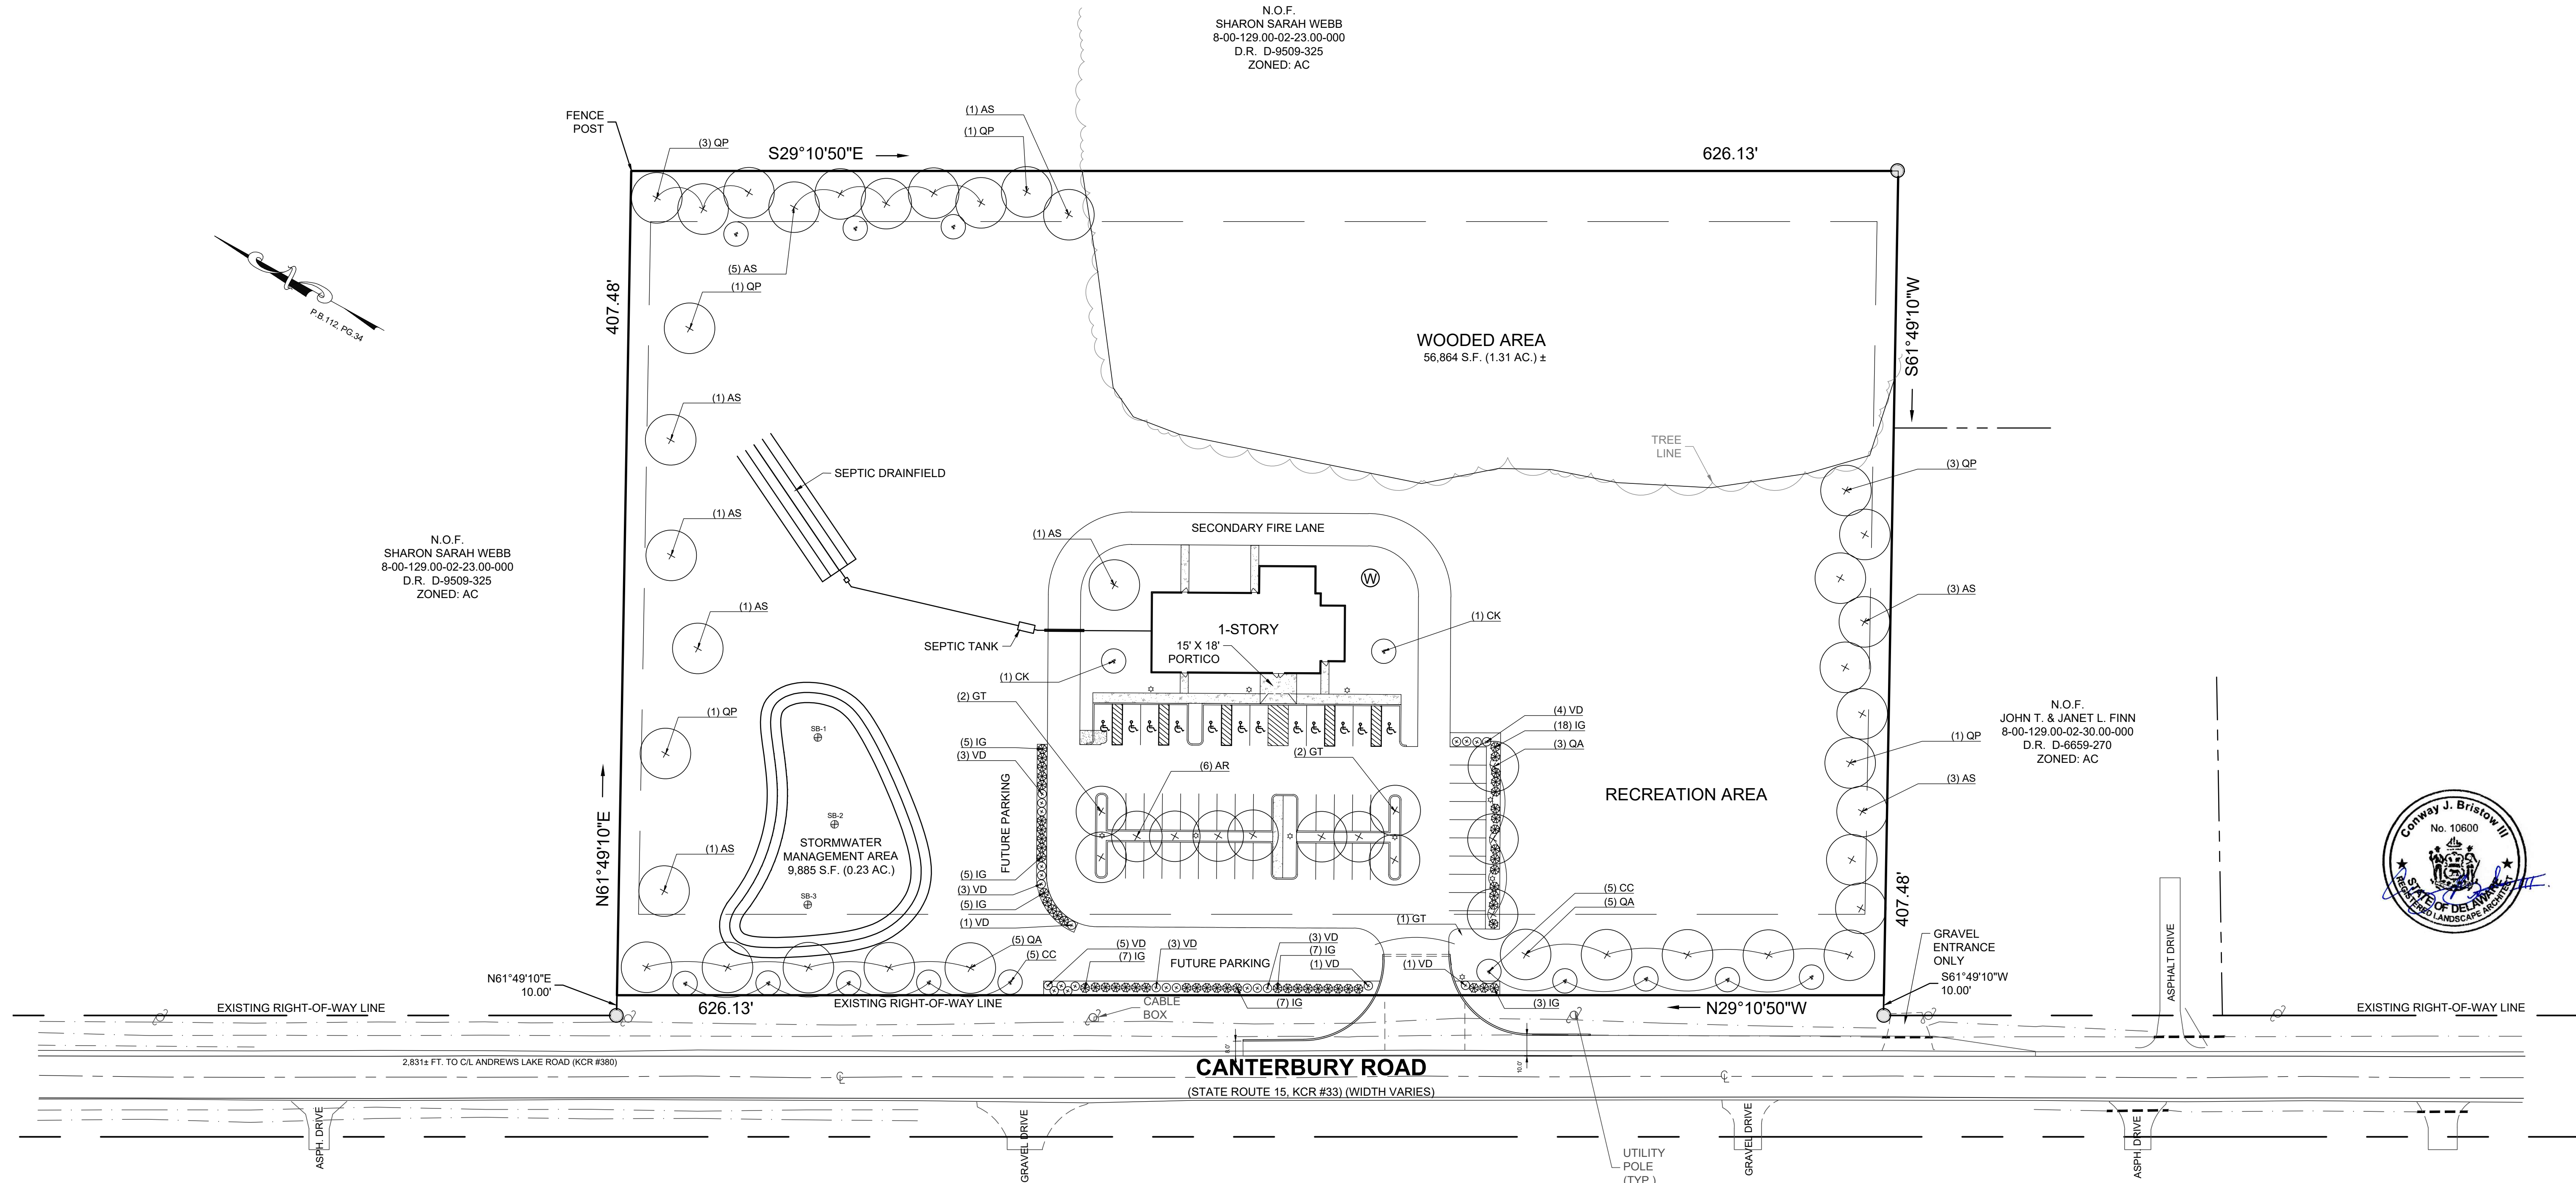 N.O.F.
SHARON SARAH WEBB
8-00-129.00-02-23.00-000
D.R. D-9509-325
ZONED: AC
FENCE
POST
(1) AS
(1) QP
(3) QP
S29°10'50"E
626.13'
(5) AS
(1) QP
407.48'
P.B.112, PG.34
WOODED AREA
56,864 S.F. (1.31 AC.) ±
S61°49'10"W
(1) AS
TREE
LINE
(3) QP
SEPTIC DRAINFIELD
(1) AS
SECONDARY FIRE LANE
(1) AS
W
N.O.F.
SHARON SARAH WEBB
8-00-129.00-02-23.00-000
D.R. D-9509-325
ZONED: AC
(3) AS
(1) AS
(1) CK
1-STORY
15' X 18'
PORTICO
SEPTIC TANK
(1) CK
(2) GT
(1) QP
(4) VD
(18) IG
(3) QA
(2) GT
N.O.F.
JOHN T. & JANET L. FINN
8-00-129.00-02-30.00-000
D.R. D-6659-270
ZONED: AC
(1) QP
(3) AS
SB-1
(5) IG
(3) VD
(6) AR
FUTURE PARKING
RECREATION AREA
N61°49'10"E
SB-2
STORMWATER
MANAGEMENT AREA
9,885 S.F. (0.23 AC.)
SB-3
(1) AS
(5) IG
(3) VD
(5) IG
(1) VD
(5) CC
(5) QA
(1) GT
407.48'
Conway J. Bristow III
No. 10600
STATE OF DELAWARE
REGISTERED LANDSCAPE ARCHITECT
(5) QA
(5) CC
(5) VD
(7) IG
(3) VD
FUTURE PARKING
(3) VD
(7) IG
(1) VD
(1) VD
GRAVEL
ENTRANCE
ONLY
S61°49'10"W
10.00'
ASPHALT DRIVE
N61°49'10"E
10.00'
EXISTING RIGHT-OF-WAY LINE
626.13'
EXISTING RIGHT-OF-WAY LINE
CABLE
BOX
(7) IG
(3) IG
N29°10'50"W
EXISTING RIGHT-OF-WAY LINE
2,831± FT. TO C/L ANDREWS LAKE ROAD (KCR #380)
8.0'
10.0'
CANTERBURY ROAD
(STATE ROUTE 15, KCR #33) (WIDTH VARIES)
ASPH. DRIVE
GRAVEL DRIVE
GRAVEL DRIVE
ASPH. DRIVE
UTILITY
POLE
(TYP.)